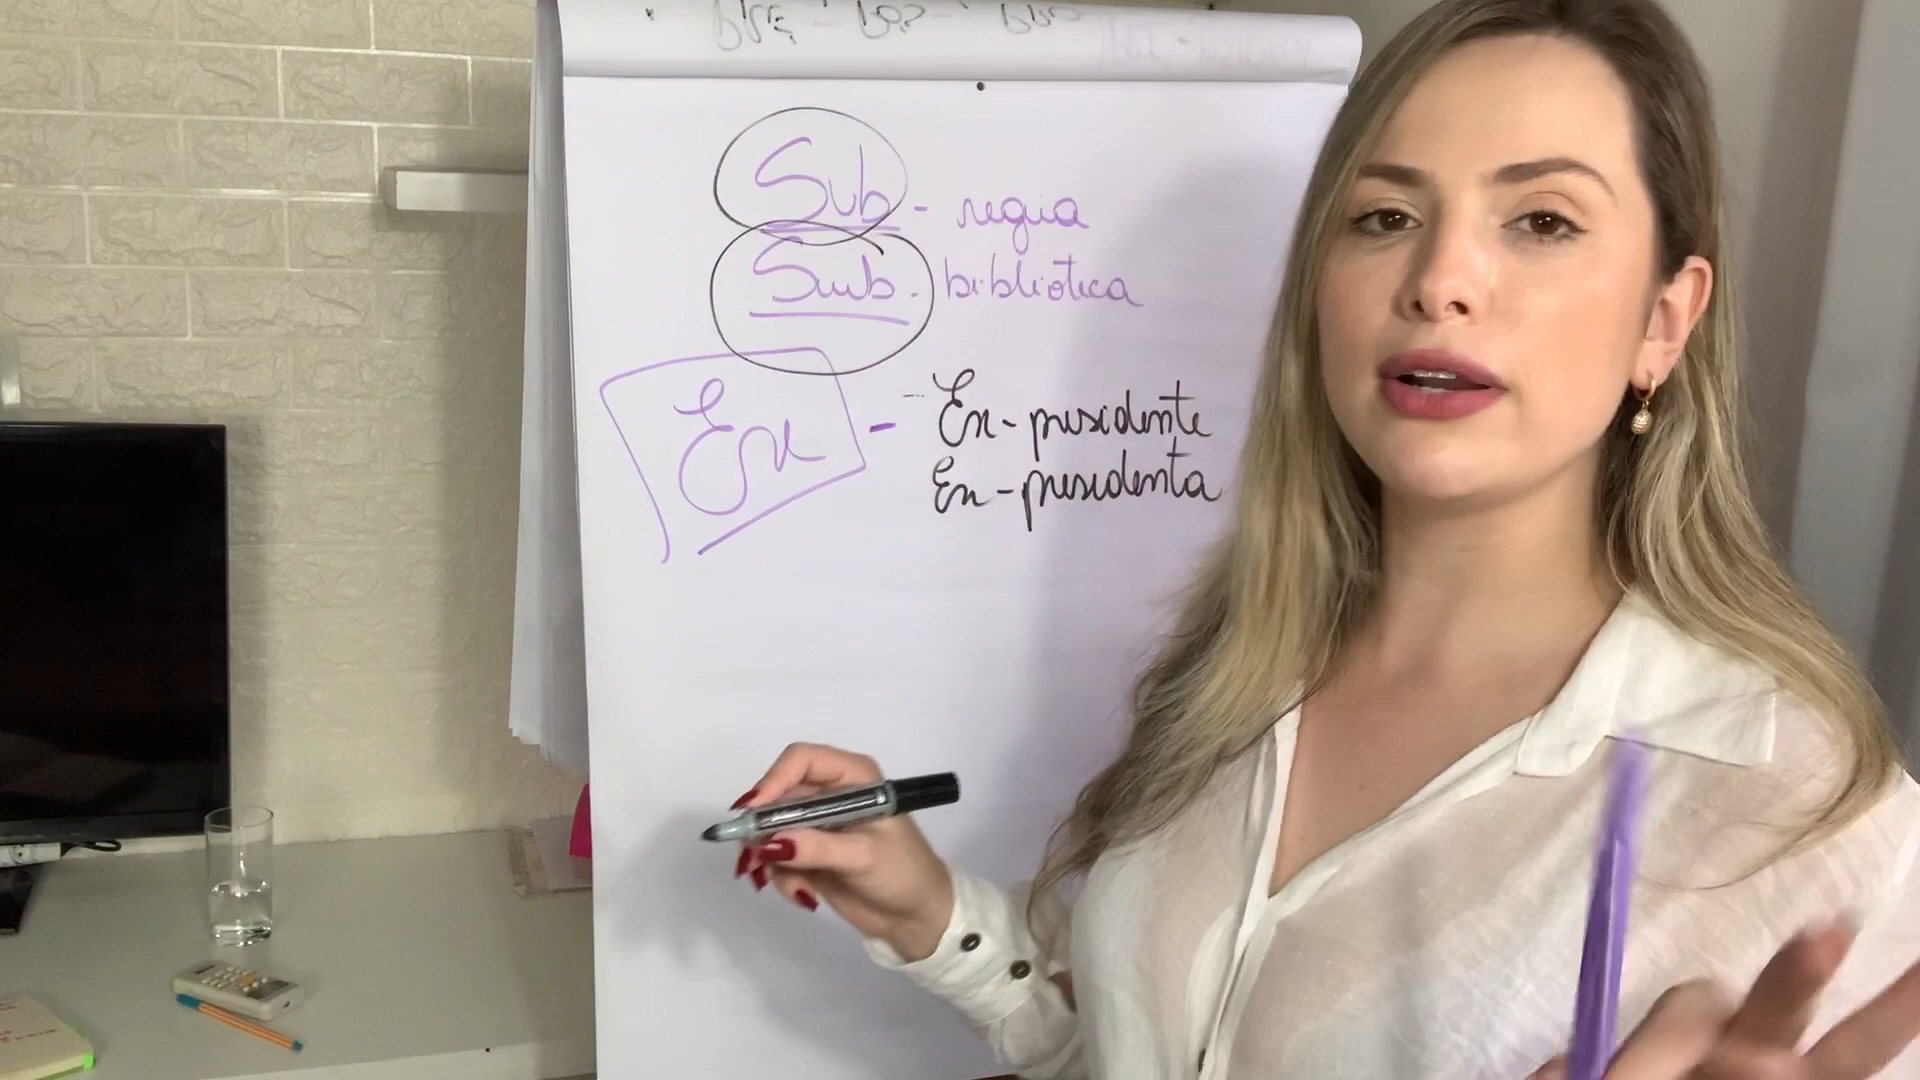 Sub - regia
Sub - biblioteca
Ex - Ex-presidente
Ex-presidenta